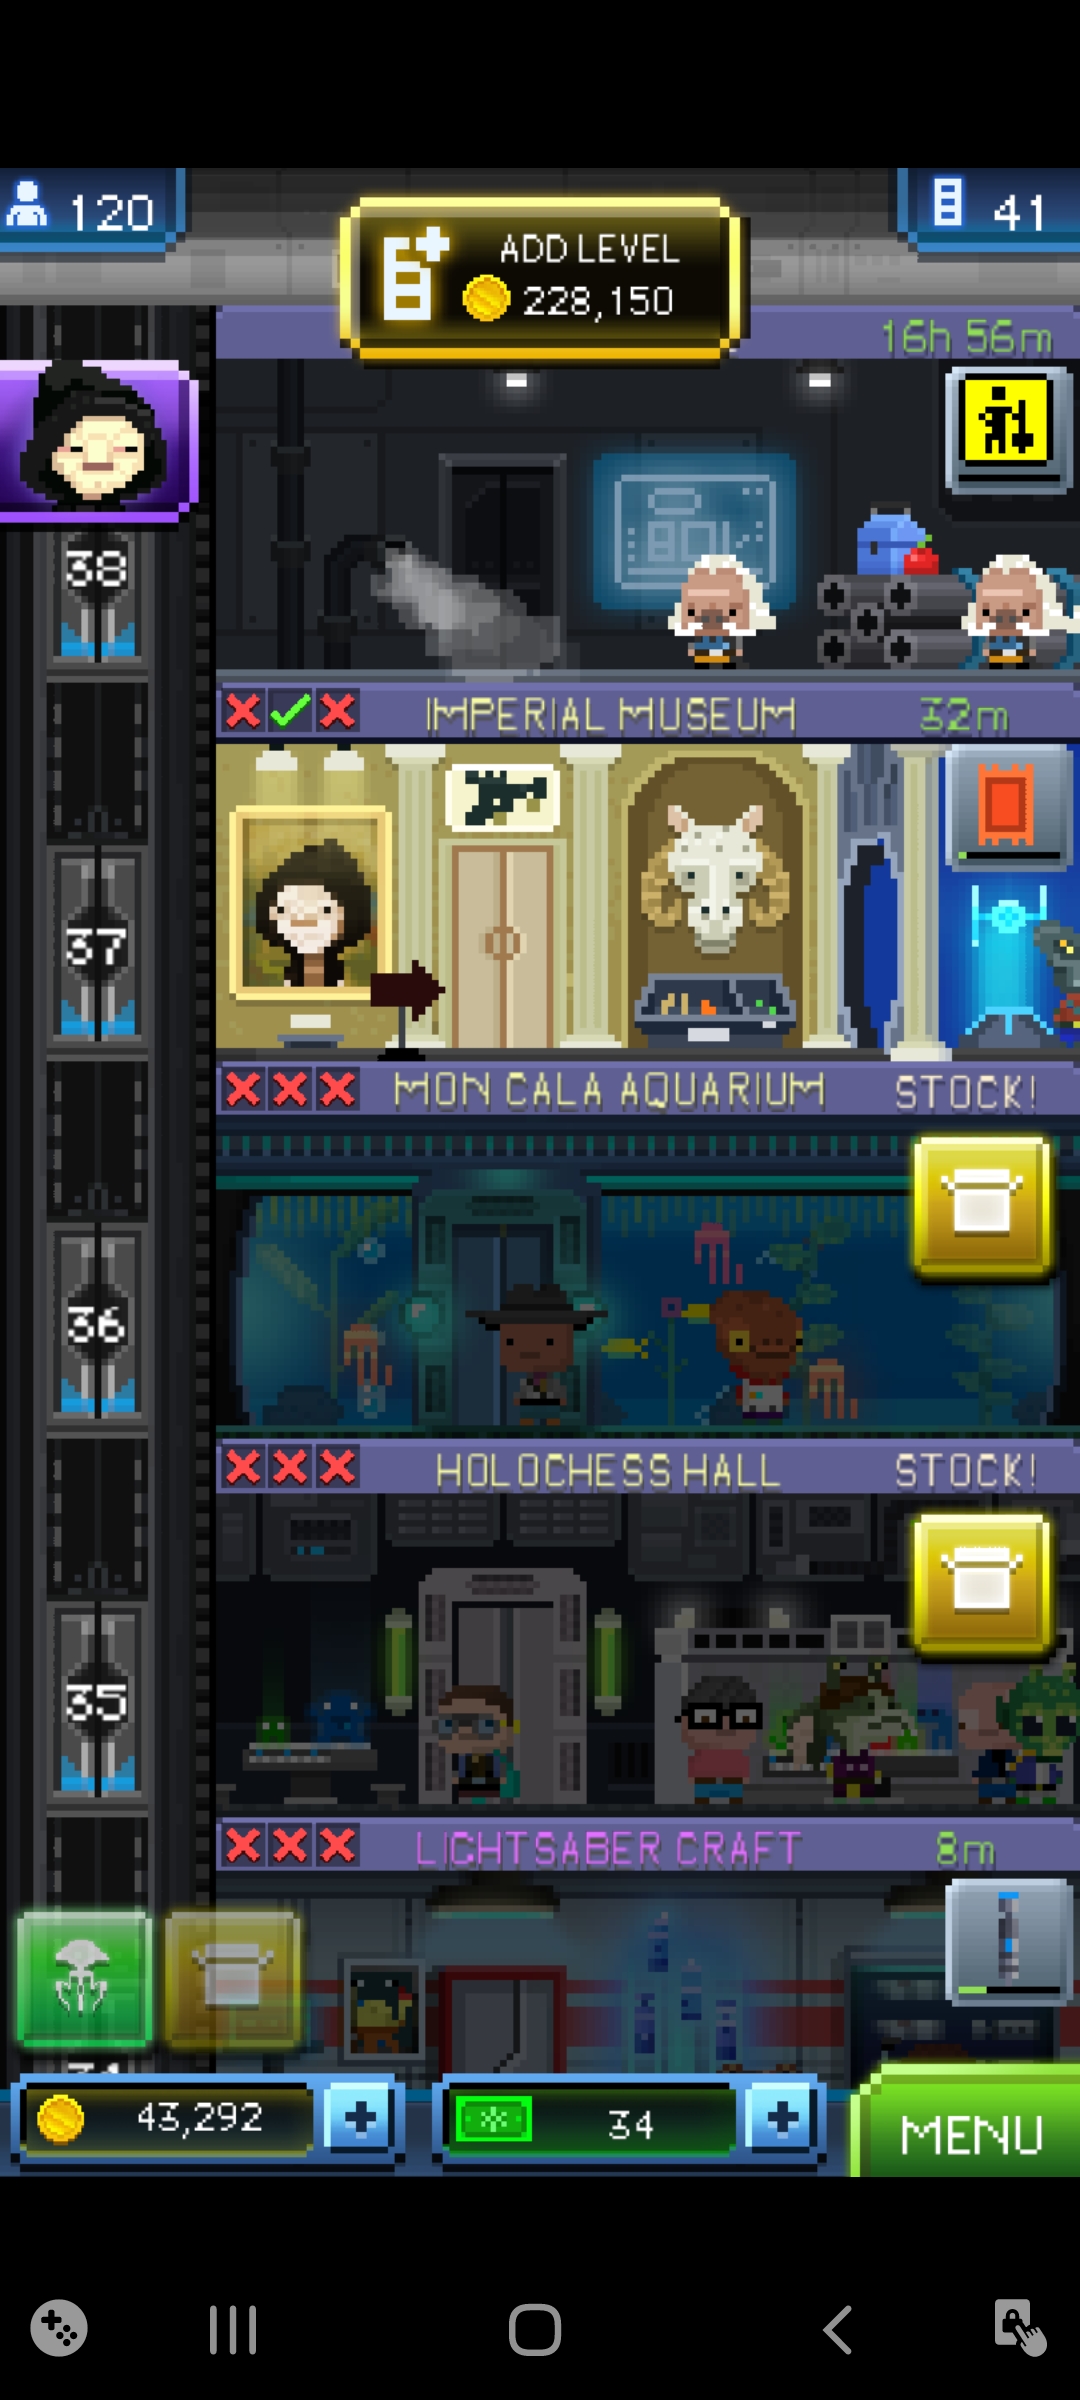 120
ADD LEVEL
228,150
41
16h 56m
38
IMPERIAL MUSEUM
32m
37
MON CALA AQUARIUM
STOCK!
36
HOLOCHESS HALL
STOCK!
35
LIGHTSABER CRAFT
8m
43,292
34
MENU